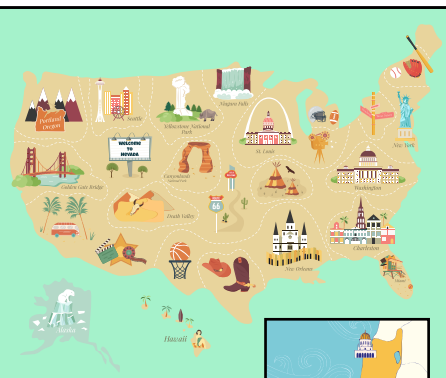 Niagara Falls
Portland
Oregon
Seattle
Yellowstone National
Park
WELCOME
TO
NEVADA
St. Louis
New York
Canyonlands
Golden Gate Bridge
Washington
66
Death Valley
Charleston
New Orleans
Miami
Alaska
Hawaii